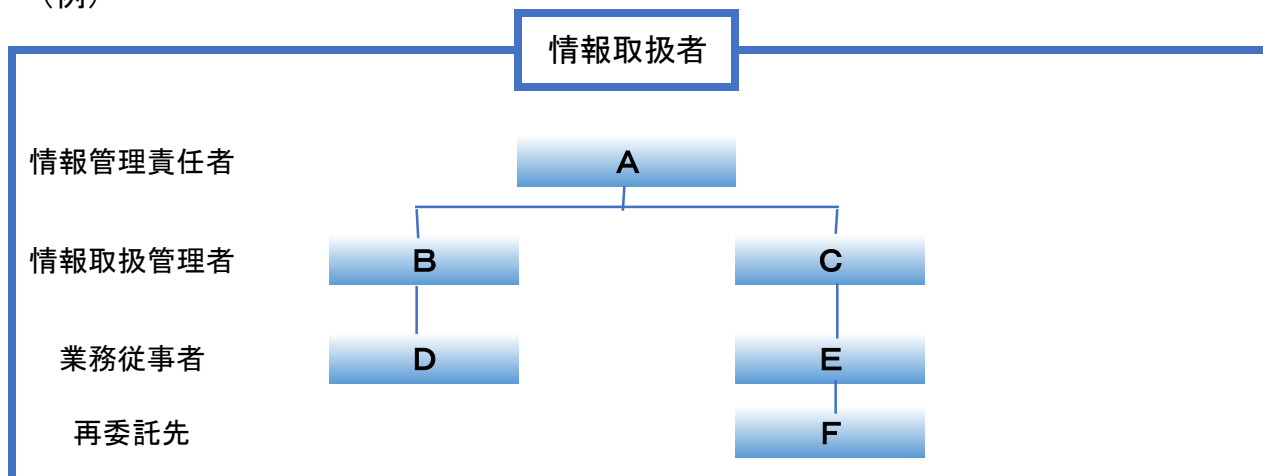 （例）
情報取扱者
情報管理責任者 A
情報取扱管理者 B C
業務従事者 D E
再委託先 F